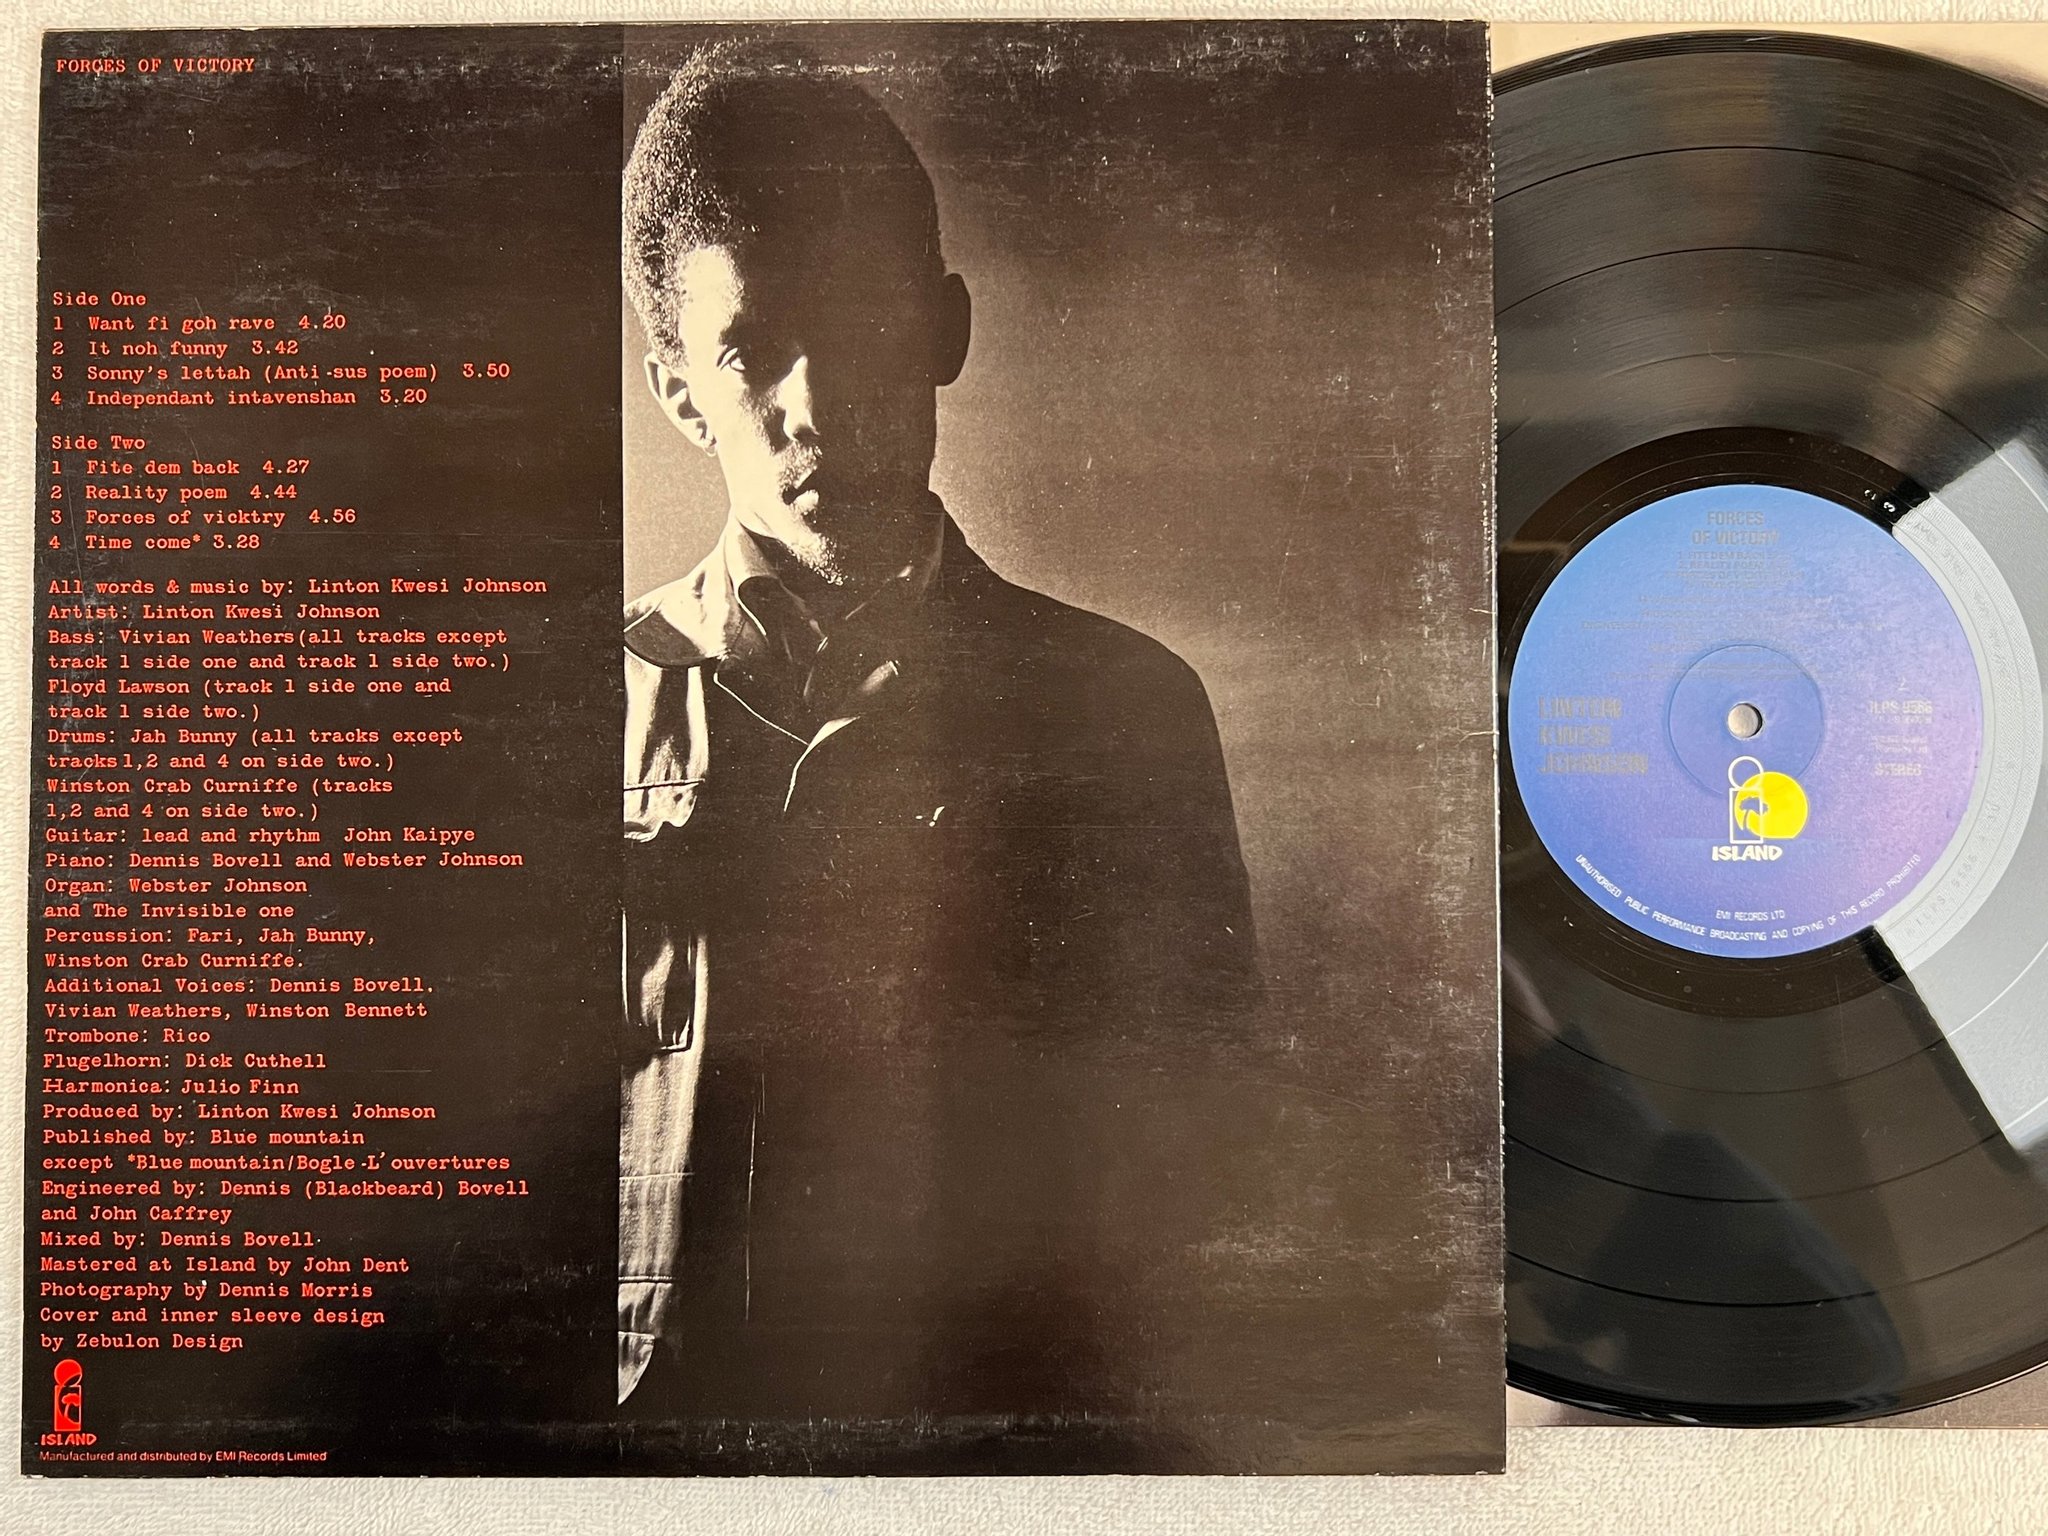 FORCES OF VICTORY
Side One
1 Want fi goh rave 4.20
2 It noh funny 3.42
3 Sonny's lettah (Anti-sus poem) 3.50
4 Independant intavenshan 3.20
Side Two
1 Fite dem back 4.27
2 Reality poem 4.44
3 Forces of vicktry 4.56
4 Time come* 3.28
All words & music by: Linton Kwesi Johnson
Artist: Linton Kwesi Johnson
Bass: Vivian Weathers(all tracks except
track 1 side one and track 1 side two.)
Floyd Lawson (track 1 side one and
track 1 side two.)
Drums: Jah Bunny (all tracks except
tracks 1,2 and 4 on side two.)
Winston Crab Curniffe (tracks
1,2 and 4 on side two.)
Guitar: lead and rhythm John Kaipye
Piano: Dennis Bovell and Webster Johnson
Organ: Webster Johnson
and The Invisible one
Percussion: Fari, Jah Bunny,
Winston Crab Curniffe.
Additional Voices: Dennis Bovell,
Vivian Weathers, Winston Bennett
Trombone: Rico
Flugelhorn: Dick Cuthell
Harmonica: Julio Finn
Produced by: Linton Kwesi Johnson
Published by: Blue mountain
except *Blue mountain/Bogle-L'ouvertures
Engineered by: Dennis (Blackbeard) Bovell
and John Caffrey
Mixed by: Dennis Bovell.
Mastered at Island by John Dent
Photography by Dennis Morris
Cover and inner sleeve design
by Zebulon Design
ISLAND
Manufactured and distributed by EMI Records Limited
FORCES
OF VICTORY
1. FITE DEM BACK
2. REALITY POEM
LINTON
KWESI
JOHNSON
2
ILPS 9566
STEREO
ISLAND
EMI RECORDS LTD
UNAUTHORISED PUBLIC PERFORMANCE BROADCASTING AND COPYING OF THIS RECORD PROHIBITED